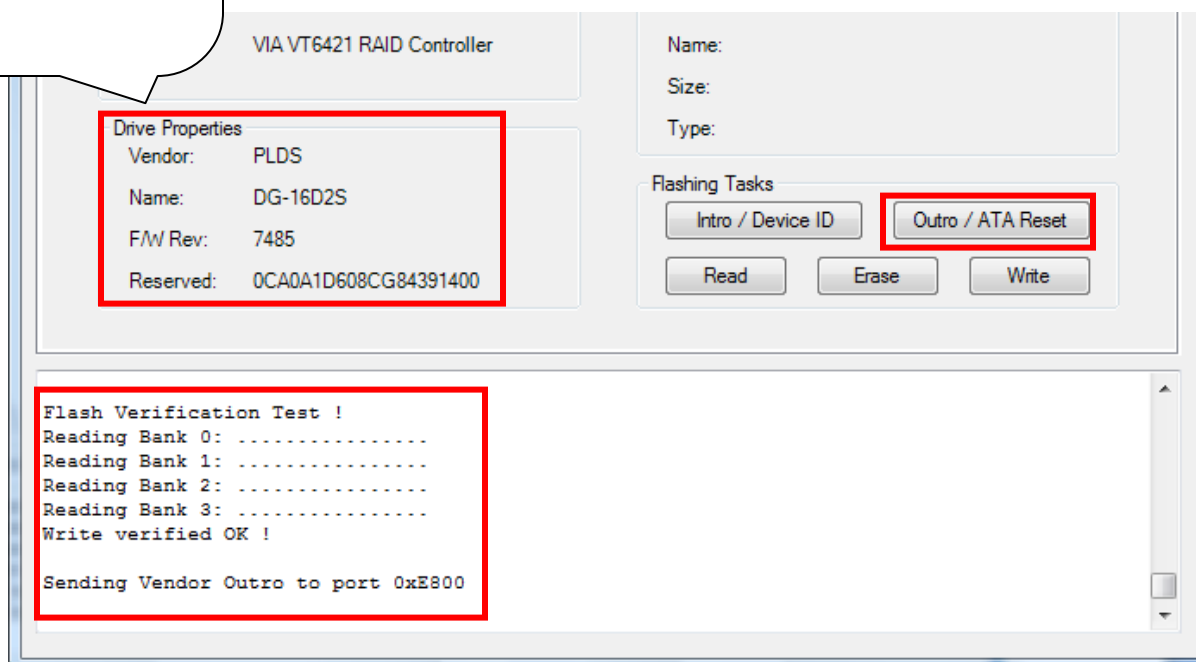 VIA VT6421 RAID Controller
Name:
Size:
Type:
Drive Properties
Vendor: PLDS
Name: DG-16D2S
F/W Rev: 7485
Reserved: 0CA0A1D608CG84391400
Flashing Tasks
Intro / Device ID Outro / ATA Reset
Read Erase Write
Flash Verification Test !
Reading Bank 0: ................
Reading Bank 1: ................
Reading Bank 2: ................
Reading Bank 3: ................
Write verified OK !
Sending Vendor Outro to port 0xE800